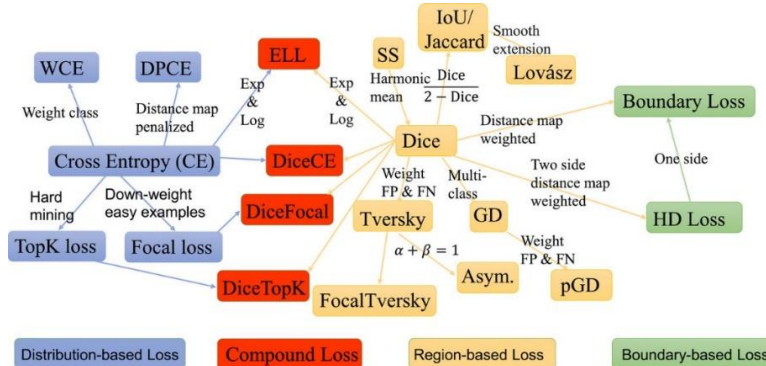 WCE
DPCE
ELL
SS
IoU/
Jaccard
Smooth
extension
Lovász
Weight class
Distance map
penalized
Exp
&
Log
Exp
&
Log
Harmonic
mean
Dice
2 − Dice
Boundary Loss
Cross Entropy (CE)
DiceCE
Dice
Distance map
weighted
One side
Hard
mining
Down-weight
easy examples
DiceFocal
Weight
FP & FN
Multi-
class
Two side
distance map
weighted
TopK loss
Focal loss
Tversky
GD
HD Loss
α + β = 1
Weight
FP & FN
DiceTopK
FocalTversky
Asym.
pGD
Distribution-based Loss
Compound Loss
Region-based Loss
Boundary-based Loss